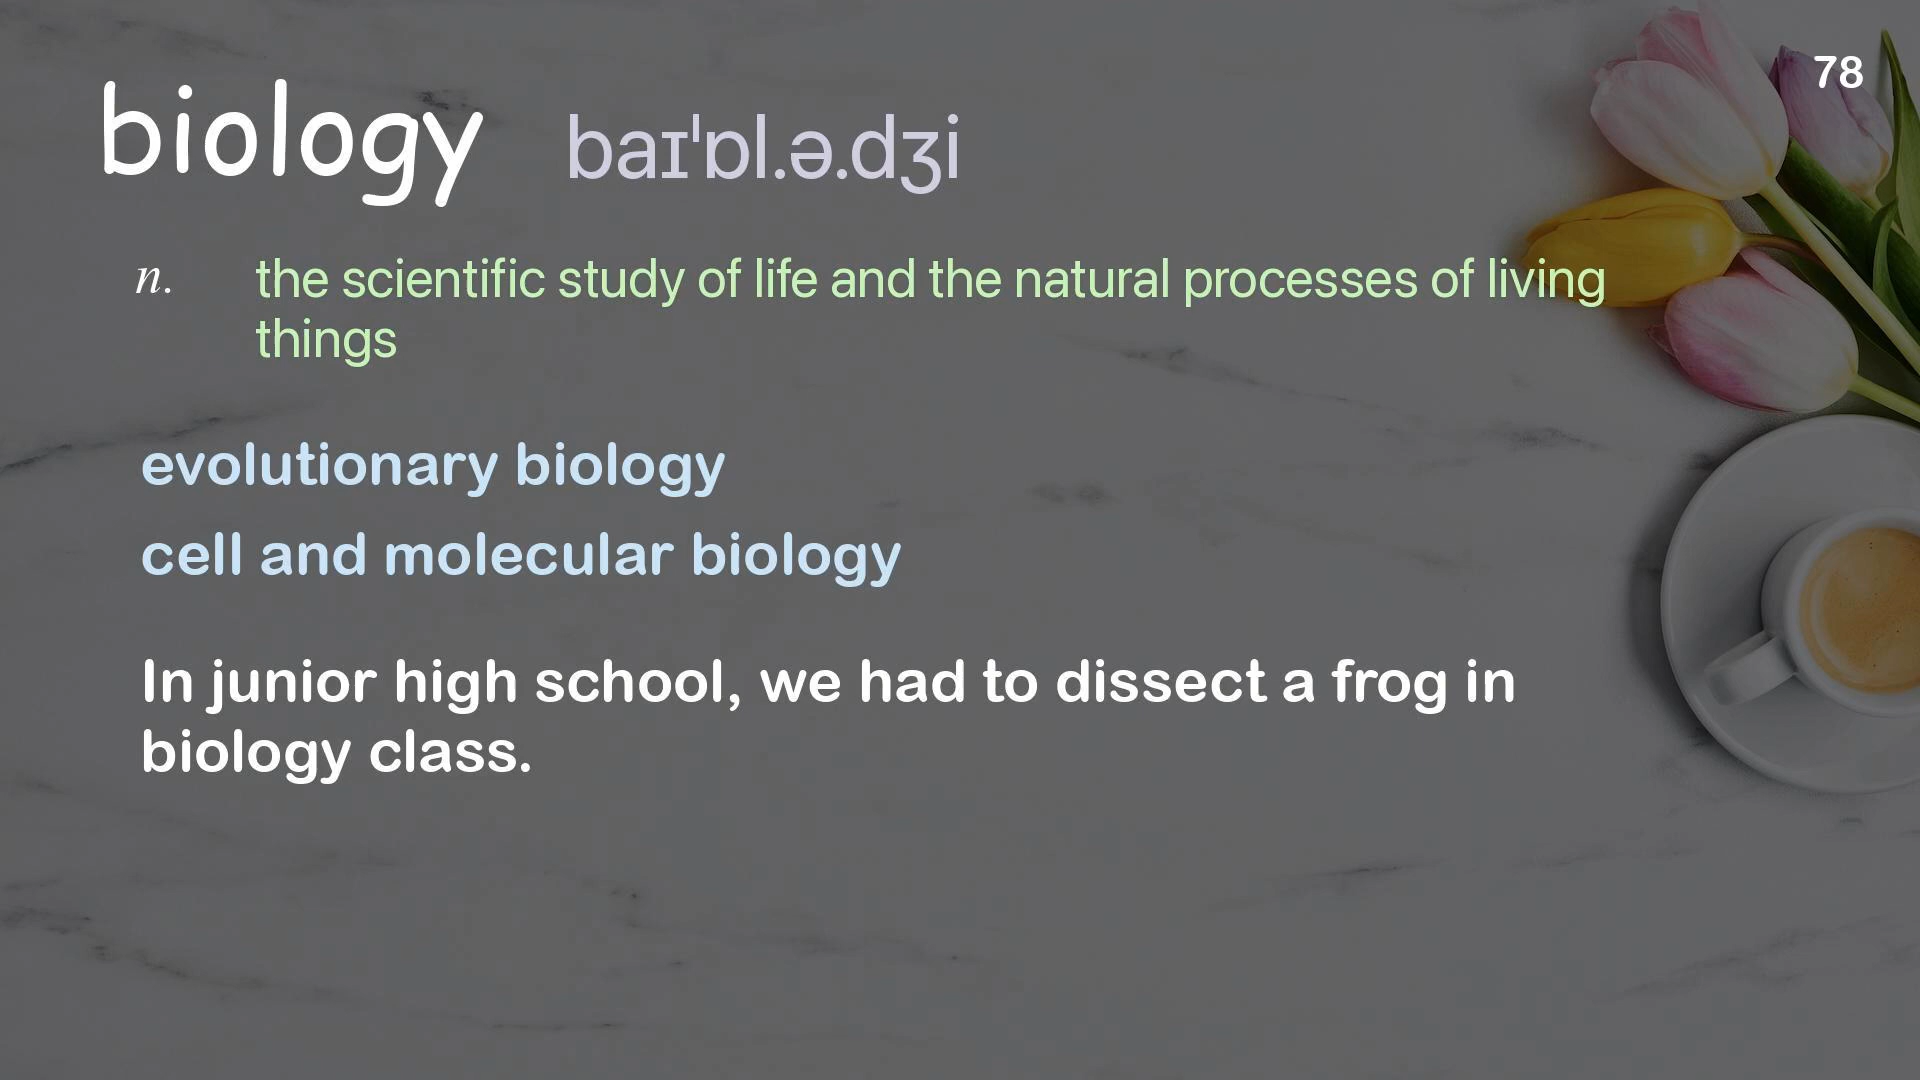 78
biology baɪˈɒl.ə.dʒi
n. the scientific study of life and the natural processes of living
things
evolutionary biology
cell and molecular biology
In junior high school, we had to dissect a frog in
biology class.